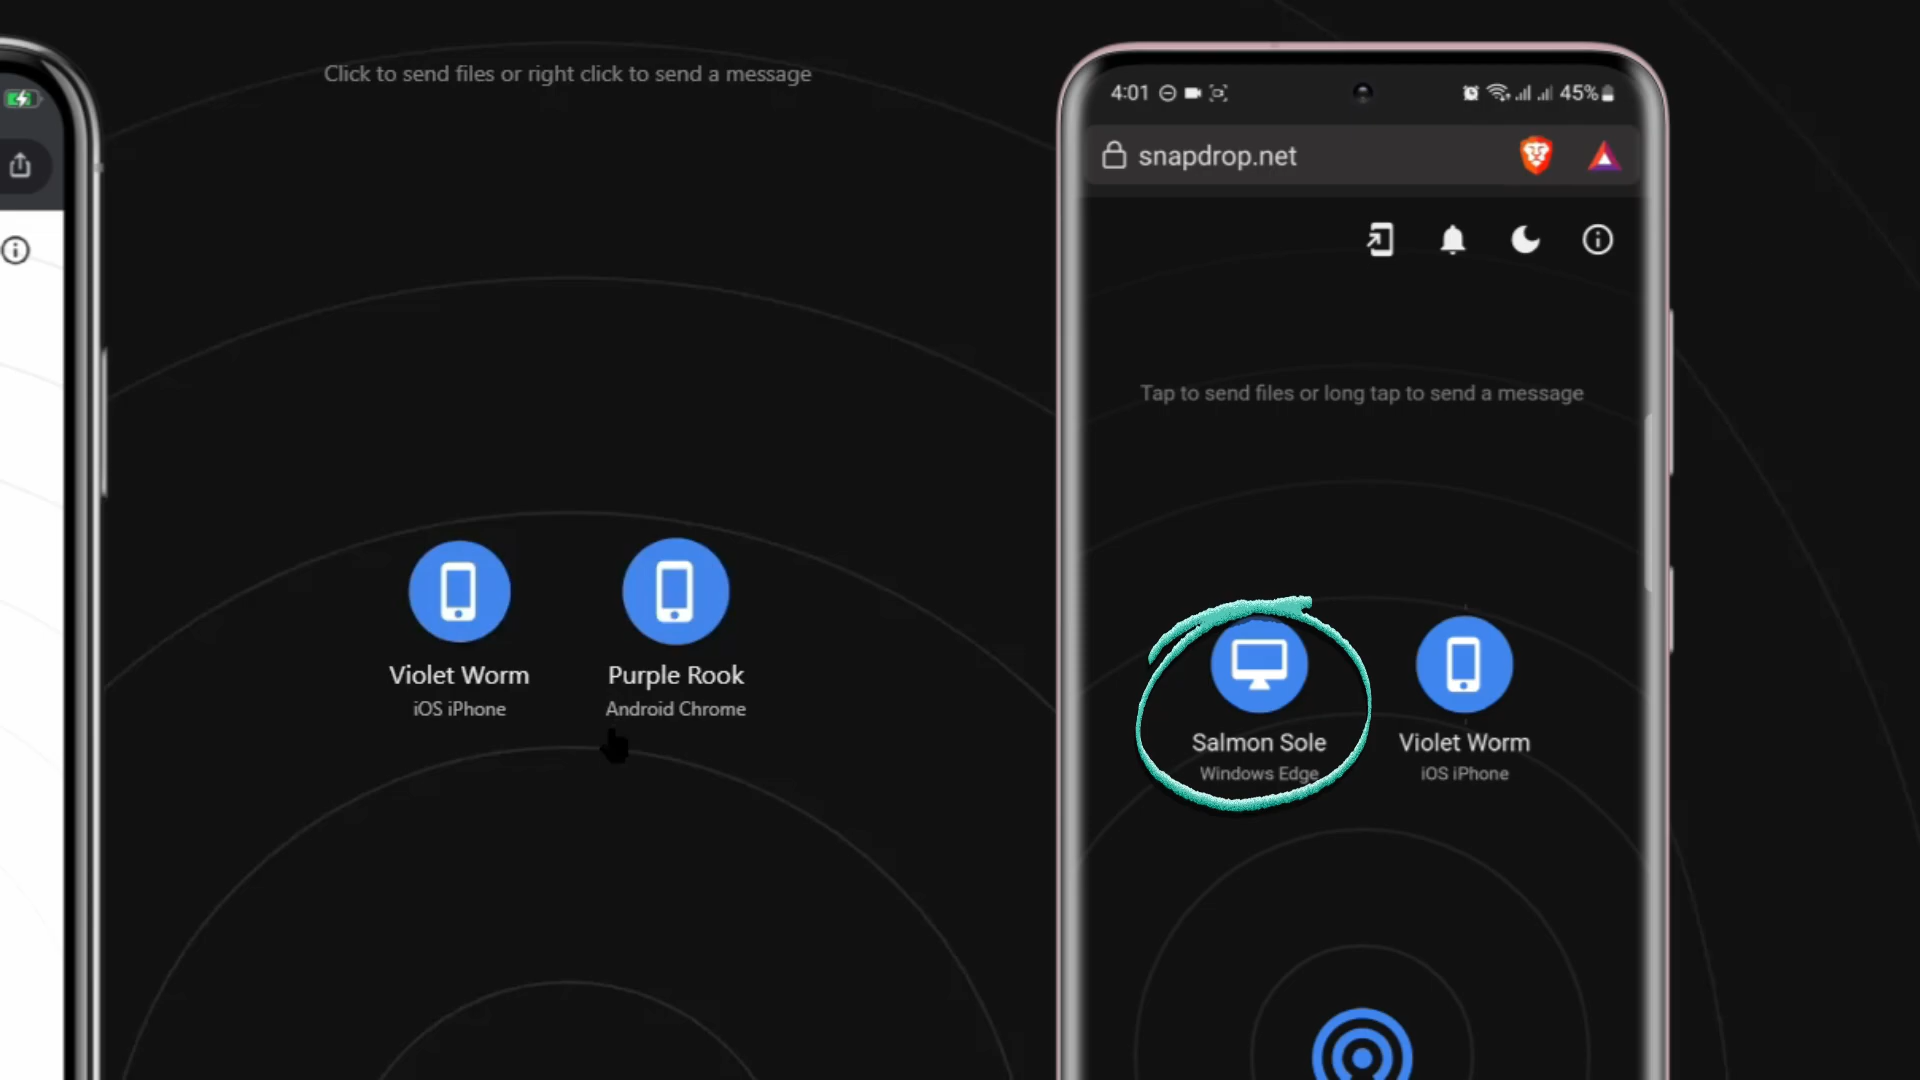 Click to send files or right click to send a message
Violet Worm
iOS iPhone
Purple Rook
Android Chrome
4:01
45%
snapdrop.net
Tap to send files or long tap to send a message
Salmon Sole
Windows Edge
Violet Worm
iOS iPhone